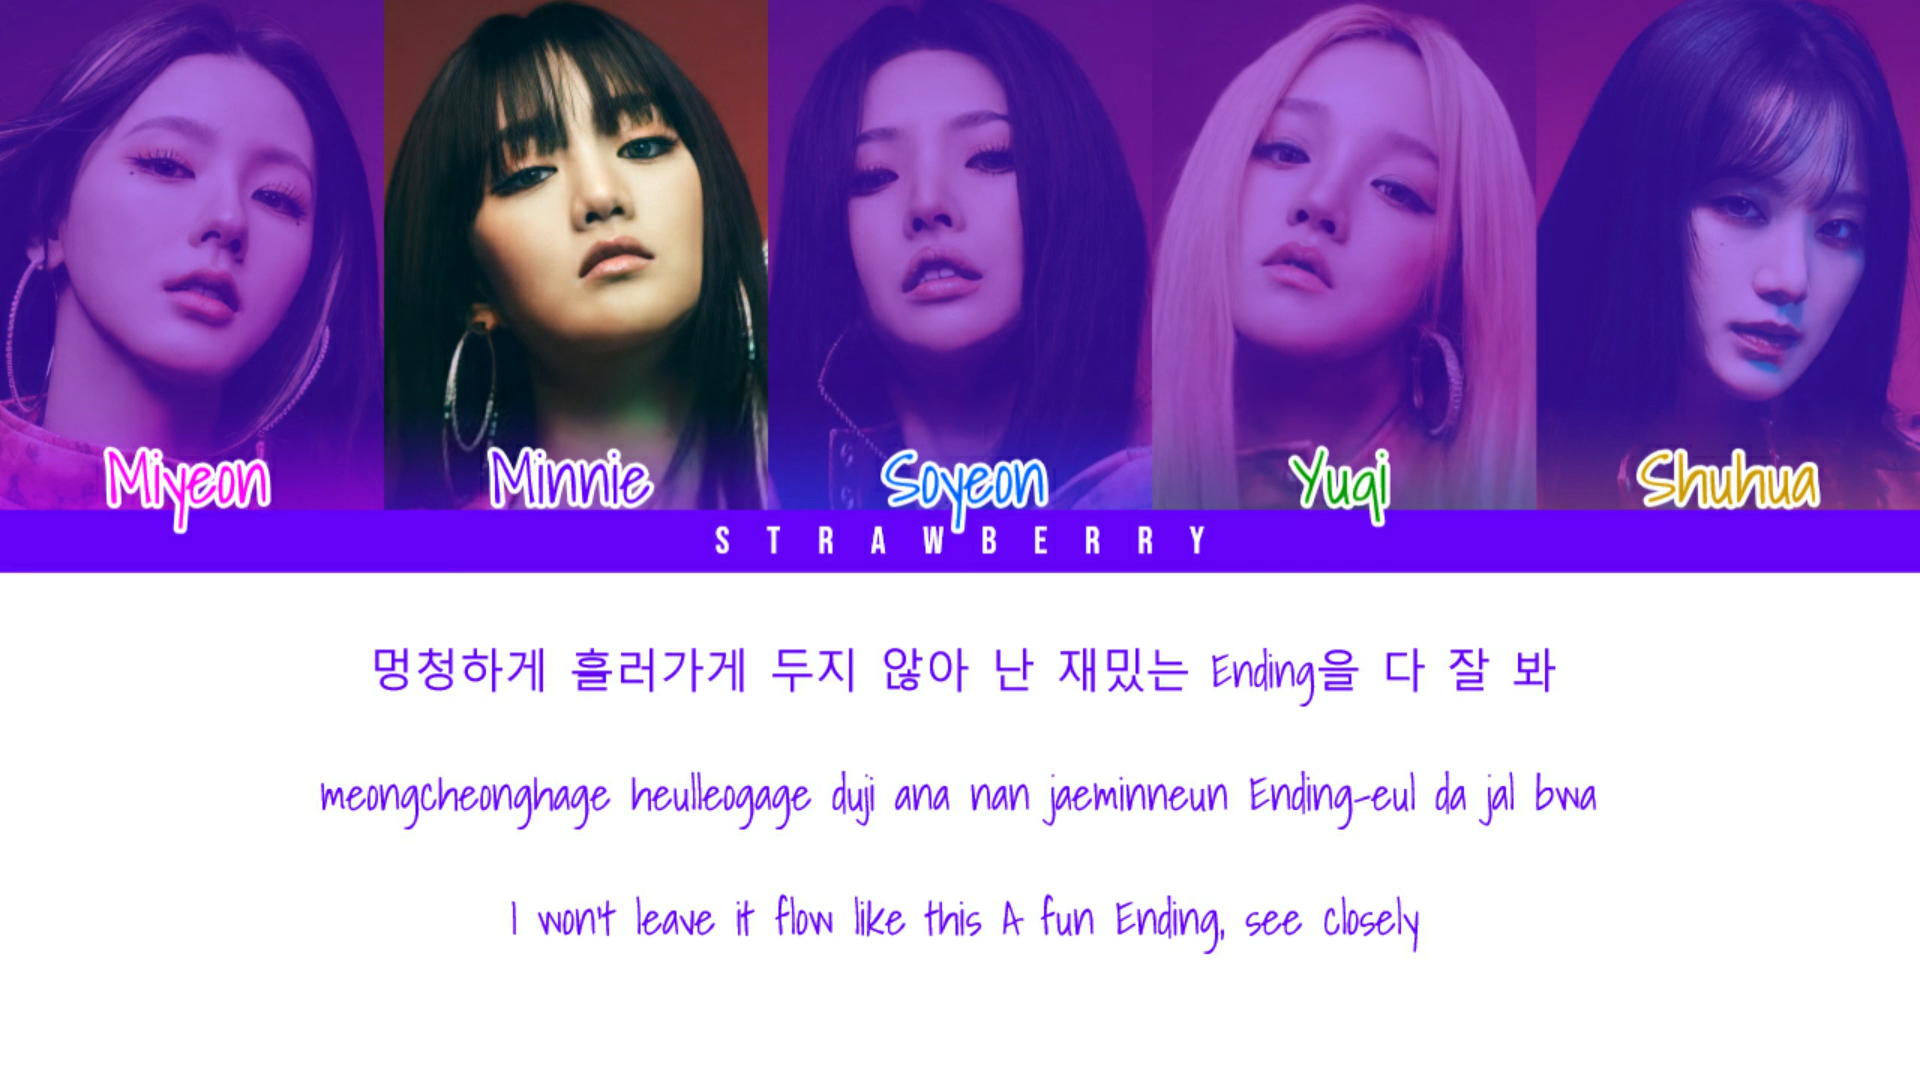 Miyeon
Minnie
Soyeon
Yuqi
Shuhua
STRAWBERRY
멍청하게 흘러가게 두지 않아 난 재밌는 Ending을 다 잘 봐
meongcheonghage heulleogage duji ana nan jaeminneun Ending-eul da jal bwa
I won't leave it flow like this A fun Ending, see closely